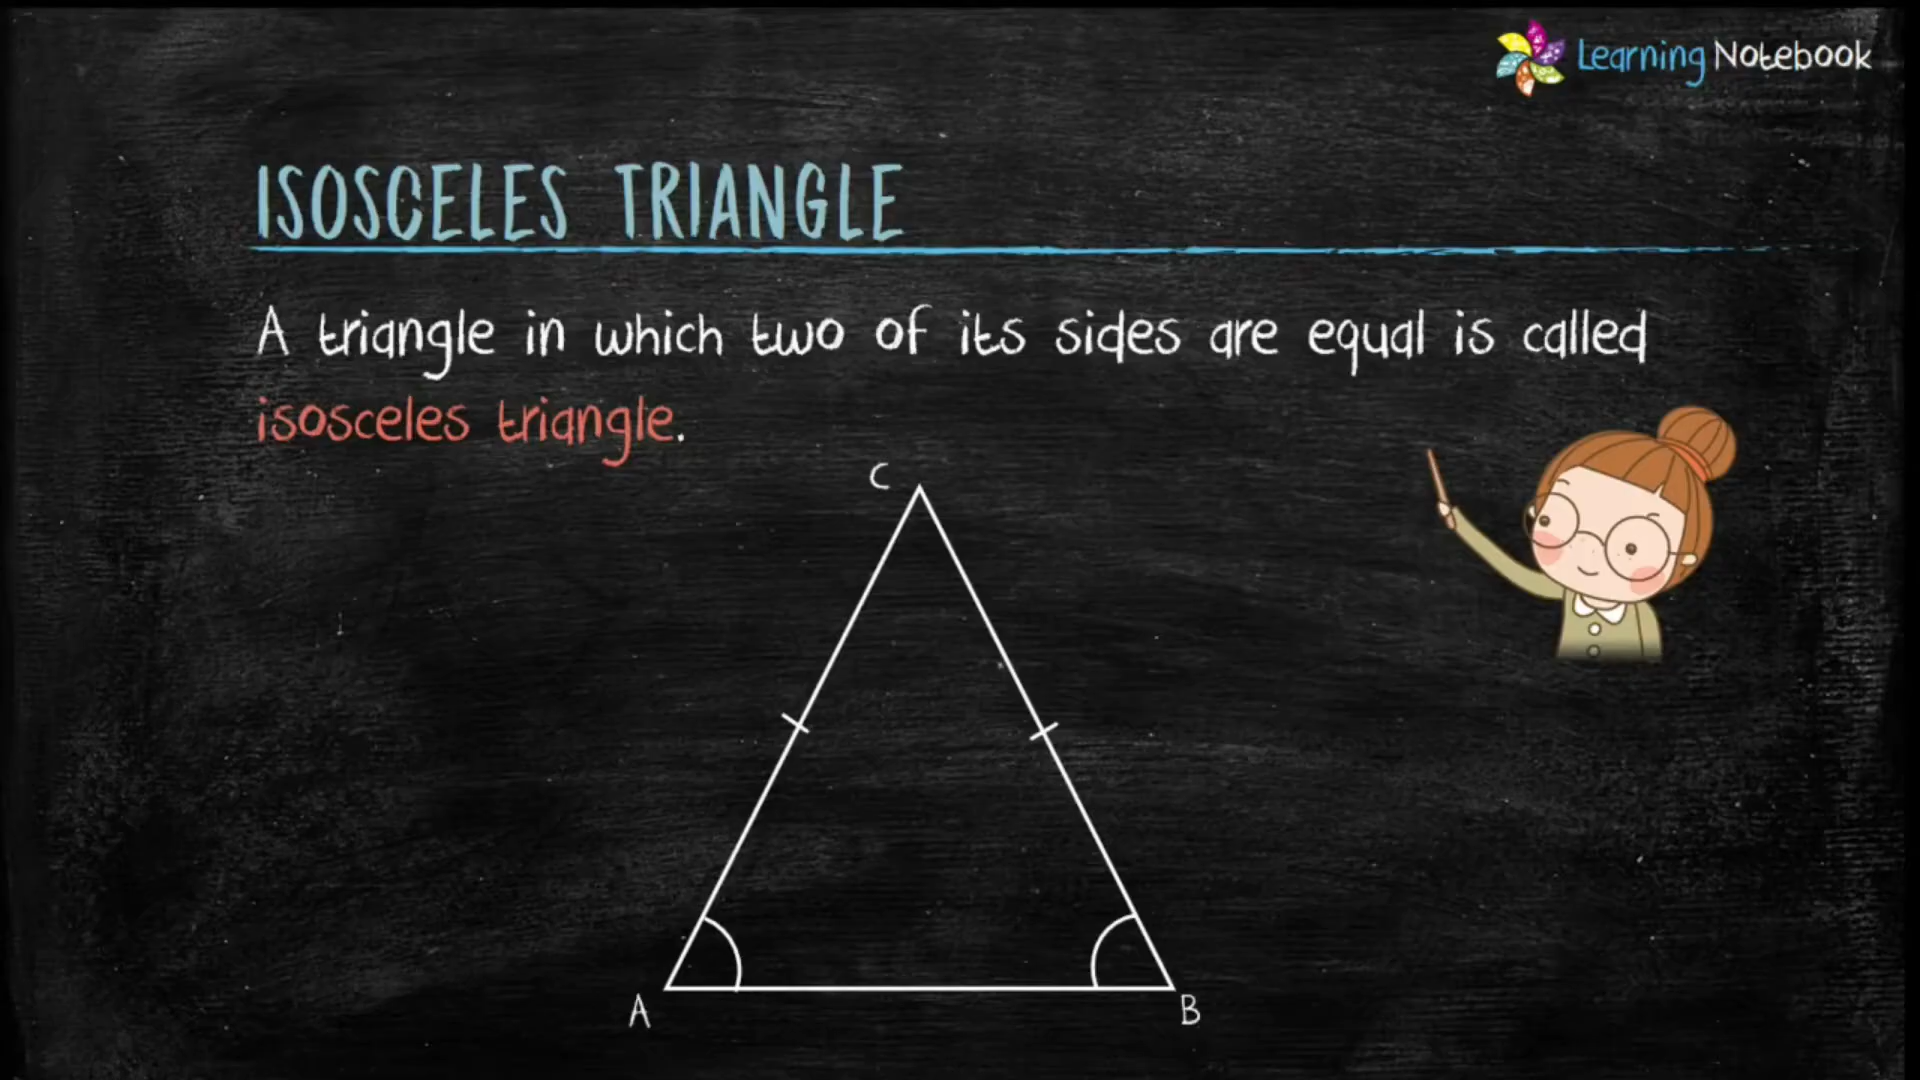 Learning Notebook
ISOSCELES TRIANGLE
A triangle in which two of its sides are equal is called
isosceles triangle.
C
A
B